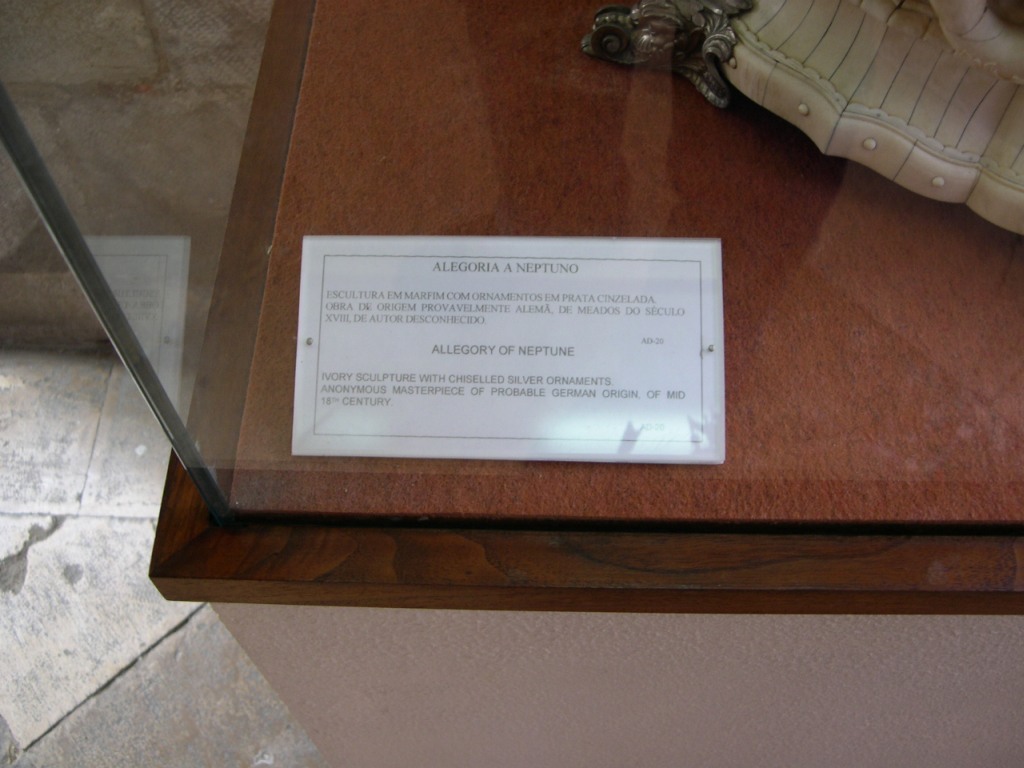 ALEGORIA A NEPTUNO
ESCULTURA EM MARFIM COM ORNAMENTOS EM PRATA CINZELADA.
OBRA DE ORIGEM PROVAVELMENTE ALEMÃ, DE MEADOS DO SÉCULO
XVIII, DE AUTOR DESCONHECIDO.
AD-20
ALLEGORY OF NEPTUNE
IVORY SCULPTURE WITH CHISELLED SILVER ORNAMENTS.
ANONYMOUS MASTERPIECE OF PROBABLE GERMAN ORIGIN, OF MID
18TH CENTURY.
AD-20